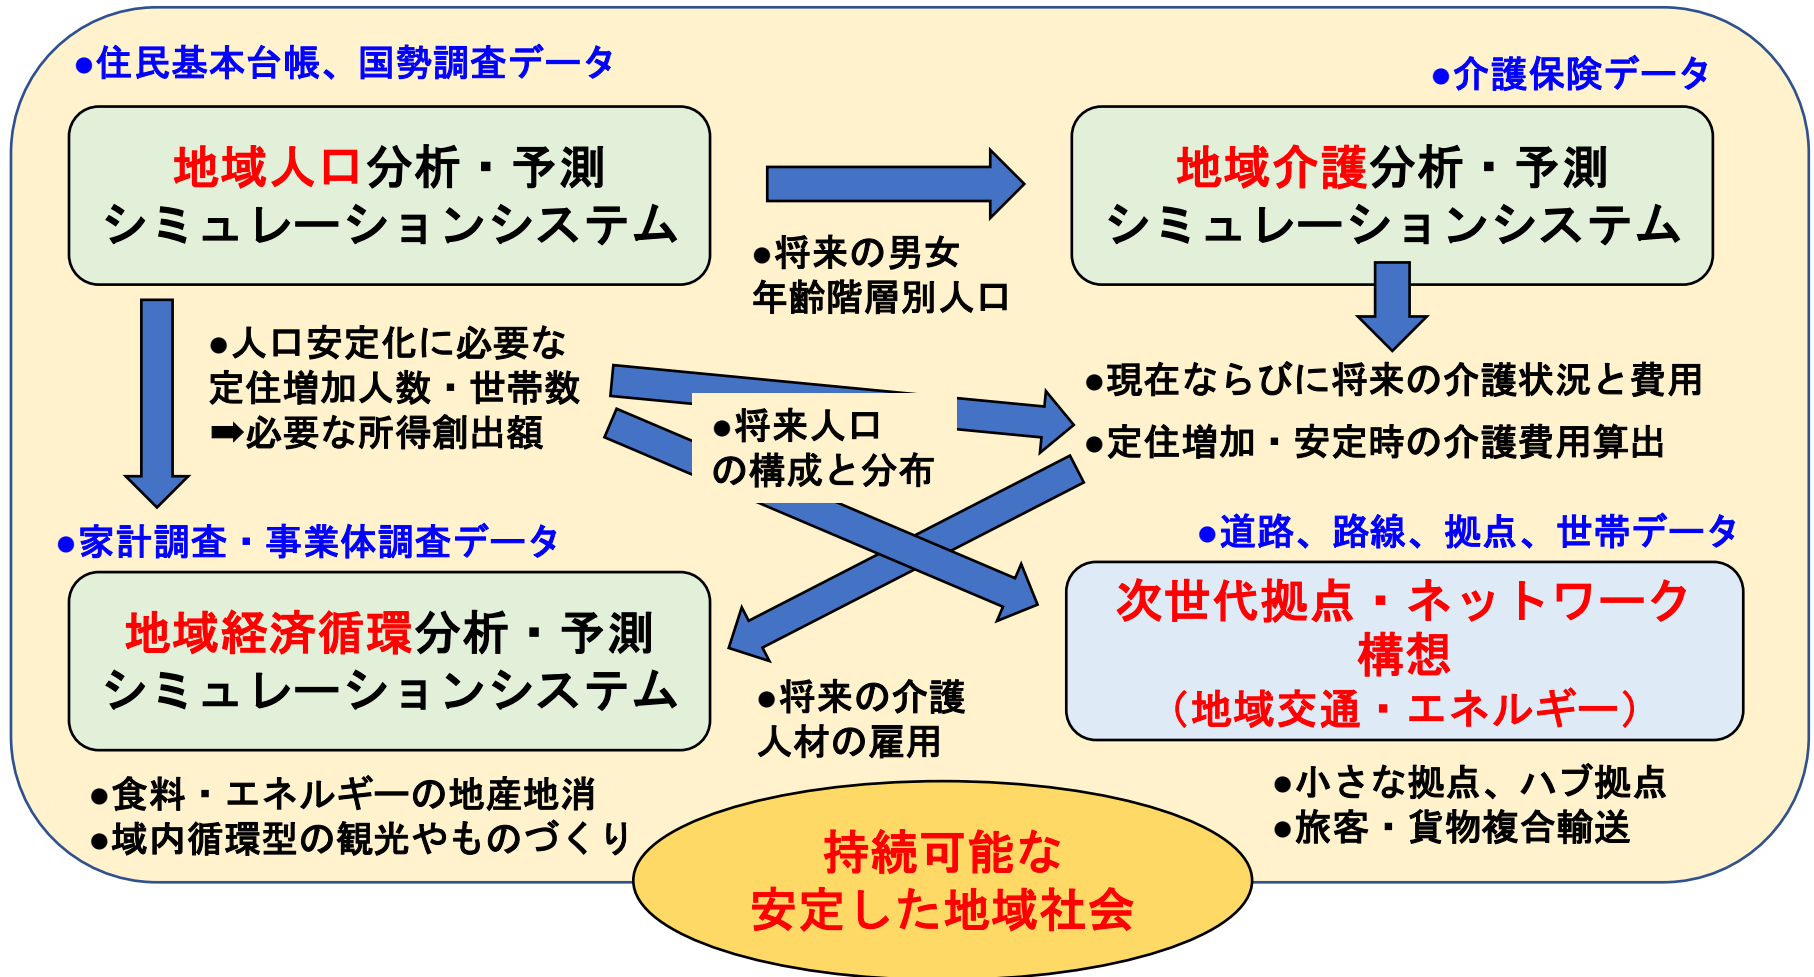 ●住民基本台帳、国勢調査データ
地域人口分析・予測
シミュレーションシステム
●介護保険データ
地域介護分析・予測
シミュレーションシステム
●将来の男女
年齢階層別人口
●人口安定化に必要な
定住増加人数・世帯数
➡必要な所得創出額
●将来人口
の構成と分布
●現在ならびに将来の介護状況と費用
●定住増加・安定時の介護費用算出
●家計調査・事業体調査データ
地域経済循環分析・予測
シミュレーションシステム
●道路、路線、拠点、世帯データ
次世代拠点・ネットワーク
構想
（地域交通・エネルギー）
●将来の介護
人材の雇用
●食料・エネルギーの地産地消
●域内循環型の観光やものづくり
●小さな拠点、ハブ拠点
●旅客・貨物複合輸送
持続可能な
安定した地域社会